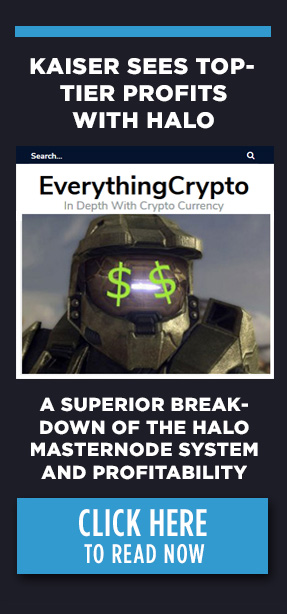 KAISER SEES TOP-
TIER PROFITS
WITH HALO
Search...
EverythingCrypto
In Depth With Crypto Currency
$ $
A SUPERIOR BREAK-
DOWN OF THE HALO
MASTERNODE SYSTEM
AND PROFITABILITY
CLICK HERE
TO READ NOW